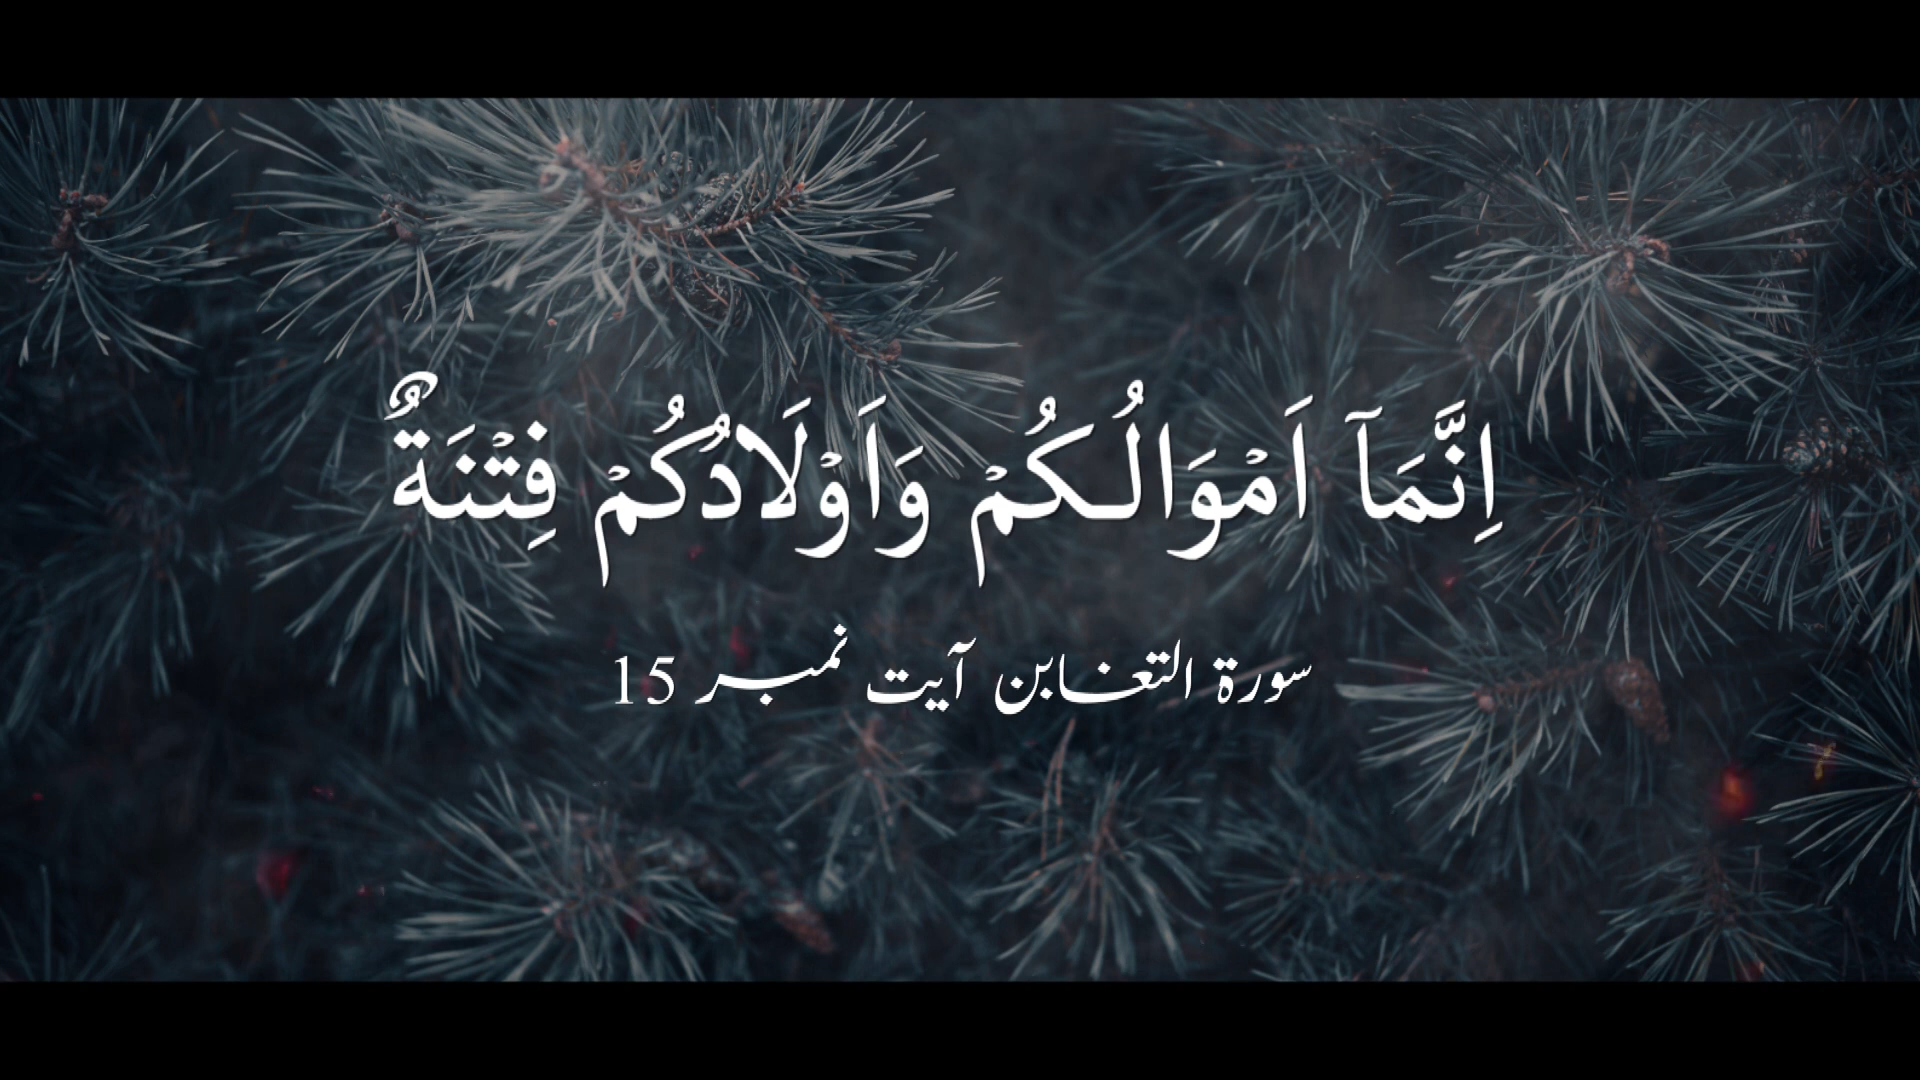 اِنَّمَآ اَمْوَالُكُمْ وَاَوْلَادُكُمْ فِتْنَةٌ
سورة التغابن آیت نمبر 15